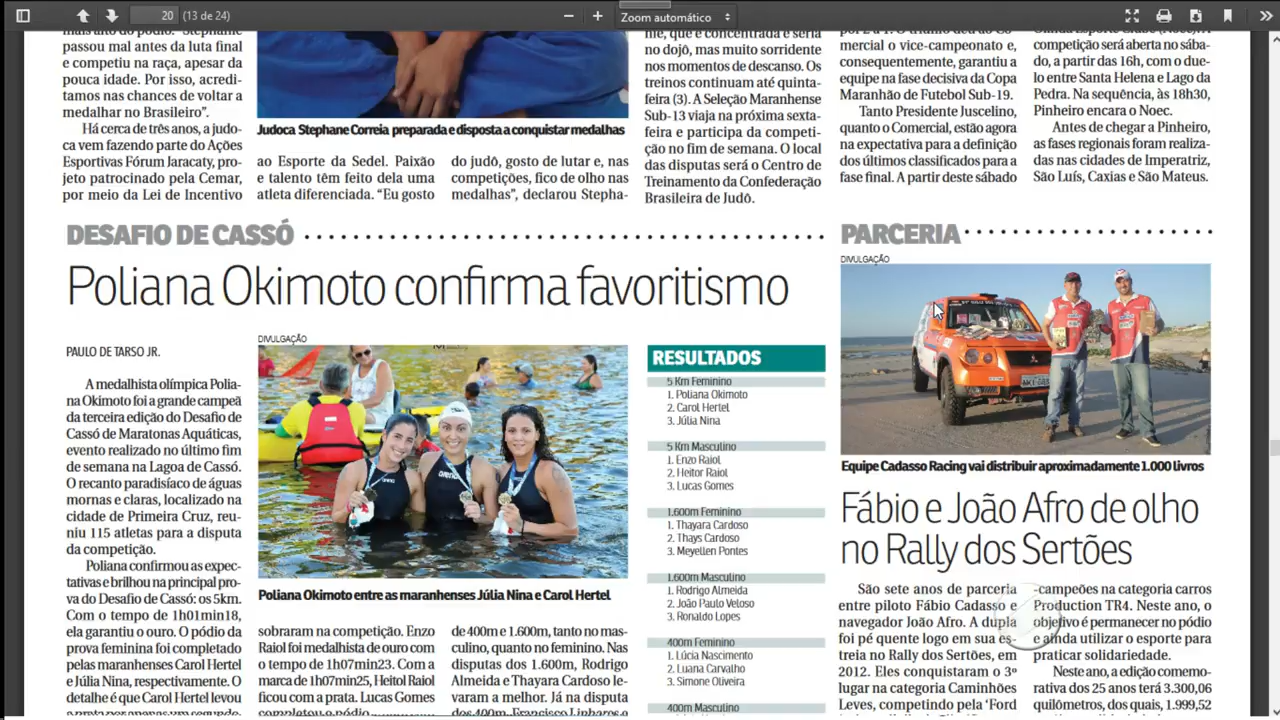 20 (13 de 24)
Zoom automático
mais alto do pódio. “Stephane
passou mal antes da luta final
e competiu na raça, apesar da
pouca idade. Por isso, acredi-
tamos nas chances de voltar a
medalhar no Brasileiro”.
Há cerca de três anos, a judo-
ca vem fazendo parte do Ações
Esportivas Fórum Jaracaty, pro-
jeto patrocinado pela Cemar,
por meio da Lei de Incentivo
Judoca Stephane Correia preparada e disposta a conquistar medalhas
ao Esporte da Sedel. Paixão
e talento têm feito dela uma
atleta diferenciada. “Eu gosto
do judô, gosto de lutar e, nas
competições, fico de olho nas
medalhas”, declarou Stepha-
me, que é concentrada e séria
no dojô, mas muito sorridente
nos momentos de descanso. Os
treinos continuam até quinta-
feira (3). A Seleção Maranhense
Sub-13 viaja na próxima sexta-
feira e participa da competi-
ção no fim de semana. O local
das disputas será o Centro de
Treinamento da Confederação
Brasileira de Judô.
por 2 a 1. O triunfo deu ao Co-
mercial o vice-campeonato e,
consequentemente, garantiu a
equipe na fase decisiva da Copa
Maranhão de Futebol Sub-19.
Tanto Presidente Juscelino,
quanto o Comercial, estão agora
na expectativa para a definição
dos últimos classificados para a
fase final. A partir deste sábado
Olinda Esporte Clube (Noec). A
competição será aberta no sába-
do, a partir das 16h, com o due-
lo entre Santa Helena e Lago da
Pedra. Na sequência, às 18h30,
Pinheiro encara o Noec.
Antes de chegar a Pinheiro,
as fases regionais foram realiza-
das nas cidades de Imperatriz,
São Luís, Caxias e São Mateus.
DESAFIO DE CASSÓ
Poliana Okimoto confirma favoritismo
PAULO DE TARSO JR.
A medalhista olímpica Polia-
na Okimoto foi a grande campeã
da terceira edição do Desafio de
Cassó de Maratonas Aquáticas,
evento realizado no último fim
de semana na Lagoa de Cassó.
O recanto paradisíaco de águas
mornas e claras, localizado na
cidade de Primeira Cruz, reu-
niu 115 atletas para a disputa
da competição.
Poliana confirmou as expec-
tativas e brilhou na principal pro-
va do Desafio de Cassó: os 5km.
Com o tempo de 1h01min18,
ela garantiu o ouro. O pódio da
prova feminina foi completado
pelas maranhenses Carol Hertel
e Júlia Nina, respectivamente. O
detalhe é que Carol Hertel levou
a prata por apenas um segundo
DIVULGAÇÃO
Poliana Okimoto entre as maranhenses Júlia Nina e Carol Hertel
sobraram na competição. Enzo
Raiol foi medalhista de ouro com
o tempo de 1h07min23. Com a
marca de 1h07min25, Heitol Raiol
ficou com a prata. Lucas Gomes
completou o pódio
de 400m e 1.600m, tanto no mas-
culino, quanto no feminino. Nas
disputas dos 1.600m, Rodrigo
Almeida e Thayara Cardoso le-
varam a melhor. Já na disputa
dos 400m, Francisco Linhares o
RESULTADOS
5 Km Feminino
1. Poliana Okimoto
2. Carol Hertel
3. Júlia Nina
5 Km Masculino
1. Enzo Raiol
2. Heitor Raiol
3. Lucas Gomes
1.600m Feminino
1. Thayara Cardoso
2. Thays Cardoso
3. Meyellen Pontes
1.600m Masculino
1. Rodrigo Almeida
2. João Paulo Veloso
3. Ronaldo Lopes
400m Feminino
1. Lúcia Nascimento
2. Luana Carvalho
3. Simone Oliveira
400m Masculino
PARCERIA
DIVULGAÇÃO
Equipe Cadasso Racing vai distribuir aproximadamente 1.000 livros
Fábio e João Afro de olho
no Rally dos Sertões
São sete anos de parceria
entre piloto Fábio Cadasso e
navegador João Afro. A dupla
foi pé quente logo em sua es-
treia no Rally dos Sertões, em
2012. Eles conquistaram o 3º
lugar na categoria Caminhões
Leves, competindo pela ‘Ford
-campeões na categoria carros
Production TR4. Neste ano, o
objetivo é permanecer no pódio
e ainda utilizar o esporte para
praticar solidariedade.
Neste ano, a edição comemo-
rativa dos 25 anos terá 3.300,06
quilômetros, dos quais, 1.999,52